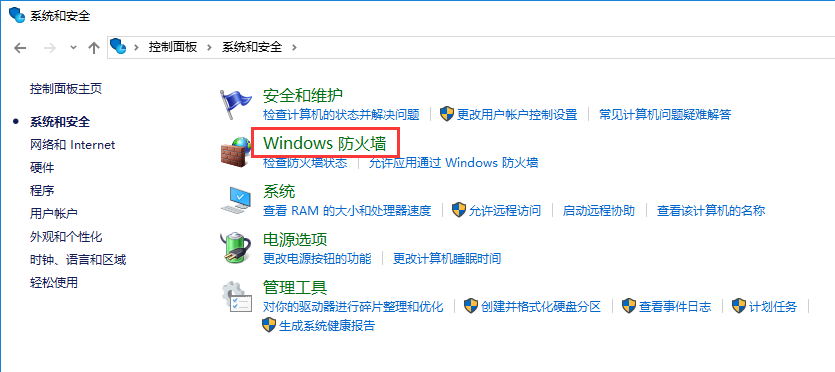 系统和安全
控制面板 系统和安全
控制面板主页
系统和安全
网络和 Internet
硬件
程序
用户帐户
外观和个性化
时钟、语言和区域
轻松使用
安全和维护
检查计算机的状态并解决问题 更改用户帐户控制设置 常见计算机问题疑难解答
Windows 防火墙
检查防火墙状态 允许应用通过 Windows 防火墙
系统
查看 RAM 的大小和处理器速度 允许远程访问 启动远程协助 查看该计算机的名称
电源选项
更改电源按钮的功能 更改计算机睡眠时间
管理工具
对你的驱动器进行碎片整理和优化 创建并格式化硬盘分区 查看事件日志 计划任务
生成系统健康报告